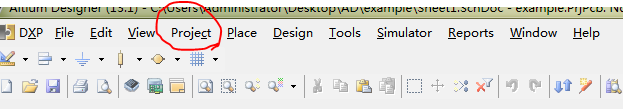 Altium Designer (13.1) - C:\Users\Administrator\Desktop\AD\example\Sheet1.SchDoc - example.PrjPcb. No
DXP File Edit View Project Place Design Tools Simulator Reports Window Help